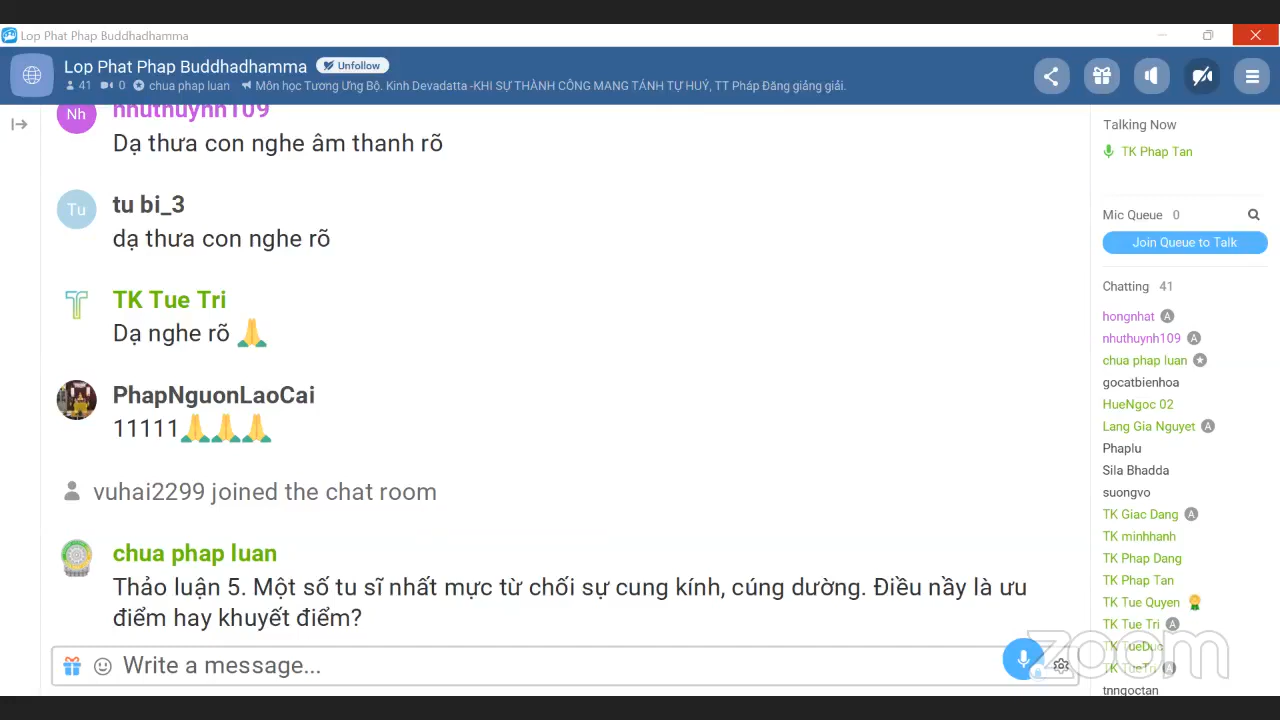 Lop Phat Phap Buddhadhamma
Lop Phat Phap Buddhadhamma Unfollow
41 0 chua phap luan Môn học Tương Ưng Bộ. Kinh Devadatta -KHI SỰ THÀNH CÔNG MANG TÁNH TỰ HUỶ, TT Pháp Đăng giảng giải.
Nh nhuthuynh109
Dạ thưa con nghe âm thanh rõ
Tu tu bi_3
dạ thưa con nghe rõ
TK Tue Tri
Dạ nghe rõ 🙏
PhapNguonLaoCai
11111🙏🙏🙏
vuhai2299 joined the chat room
chua phap luan
Thảo luận 5. Một số tu sĩ nhất mực từ chối sự cung kính, cúng dường. Điều nầy là ưu
điểm hay khuyết điểm?
Write a message...
Talking Now
TK Phap Tan
Mic Queue 0
Join Queue to Talk
Chatting 41
hongnhat A
nhuthuynh109 A
chua phap luan
gocatbienhoa
HueNgoc 02
Lang Gia Nguyet A
Phaplu
Sila Bhadda
suongvo
TK Giac Dang A
TK minhhanh
TK Phap Dang
TK Phap Tan
TK Tue Quyen
TK Tue Tri A
TK TueDuc
TK TueTri A
tnngoctan
zoom